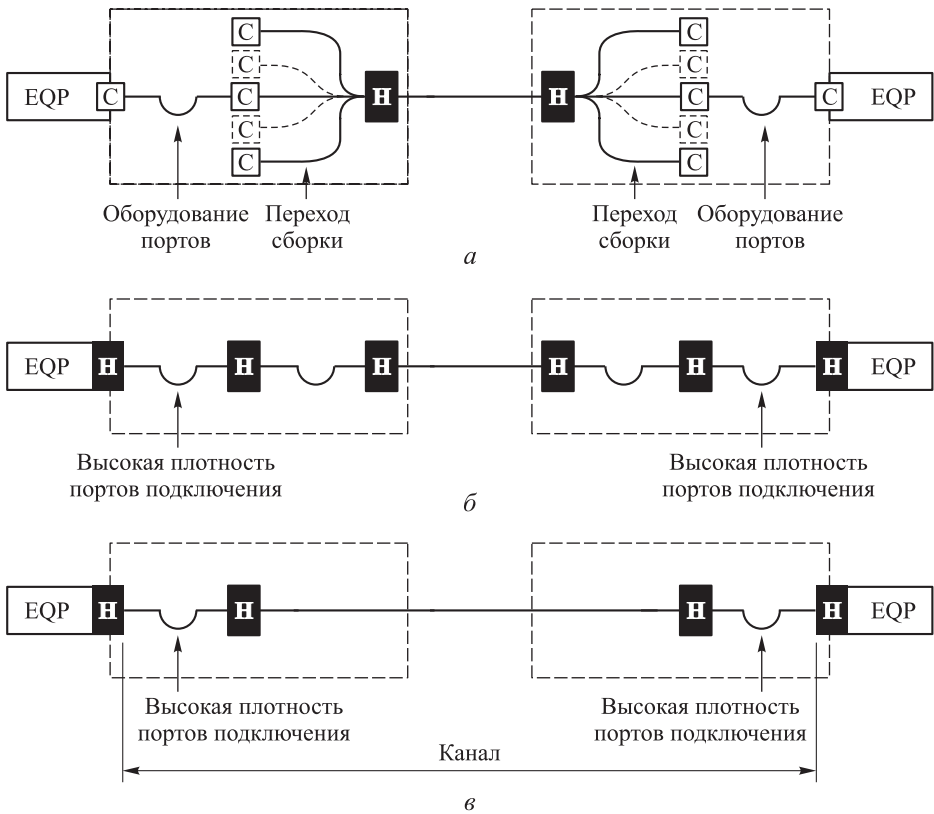 С С
С С
EQP С С Н Н С С EQP
С С
С С
Оборудование Переход Переход Оборудование
портов сборки сборки портов
а
EQP Н Н Н Н Н Н EQP
Высокая плотность Высокая плотность
портов подключения портов подключения
б
EQP Н Н Н Н EQP
Высокая плотность Высокая плотность
портов подключения портов подключения
Канал
в